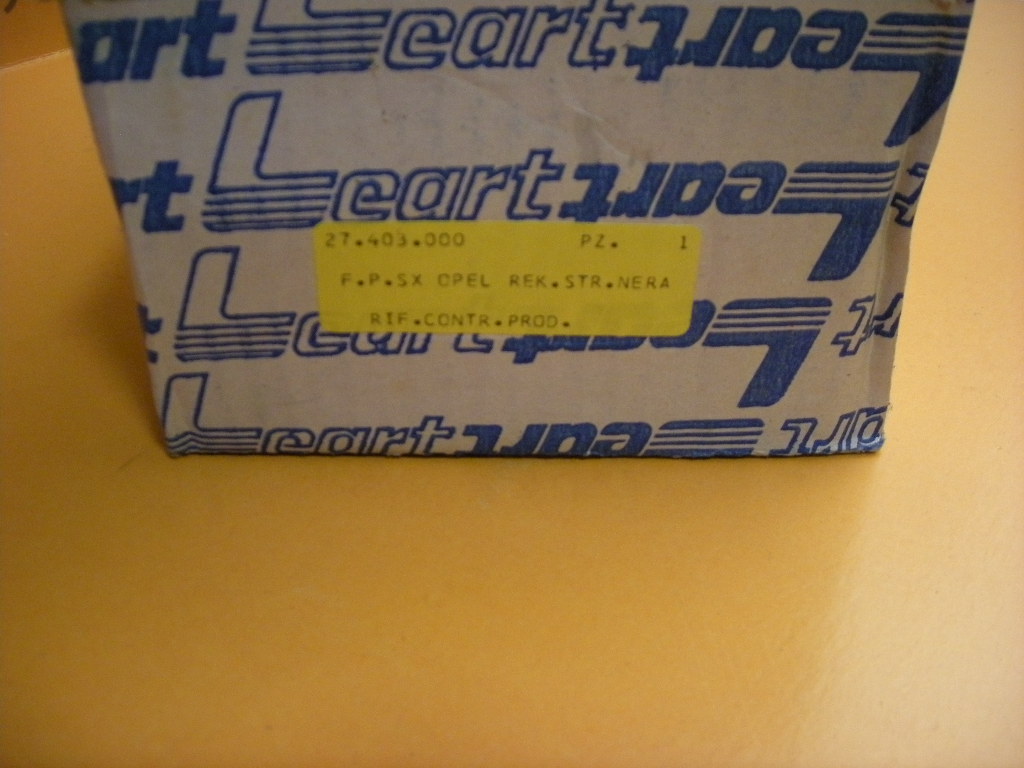 art Leart Leart
rt Leart Leart
27.403.000 PZ. 1
F.P.SX OPEL REK.STR.NERA
RIF.CONTR.PROD.
Leart Leart
Leart Leart art